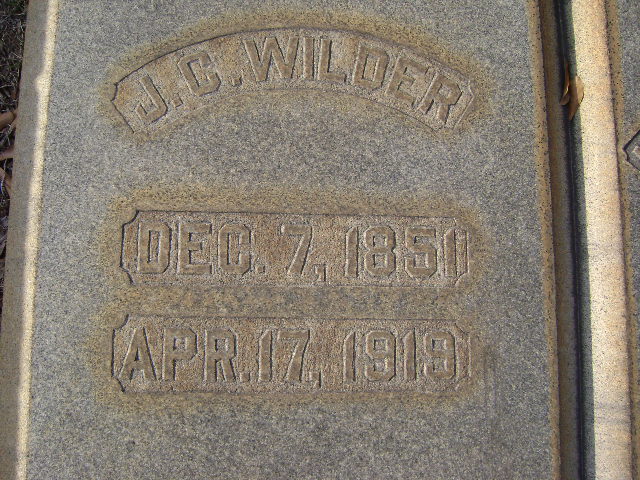 J.C. WILDER
DEC. 7, 1851
APR. 17, 1919